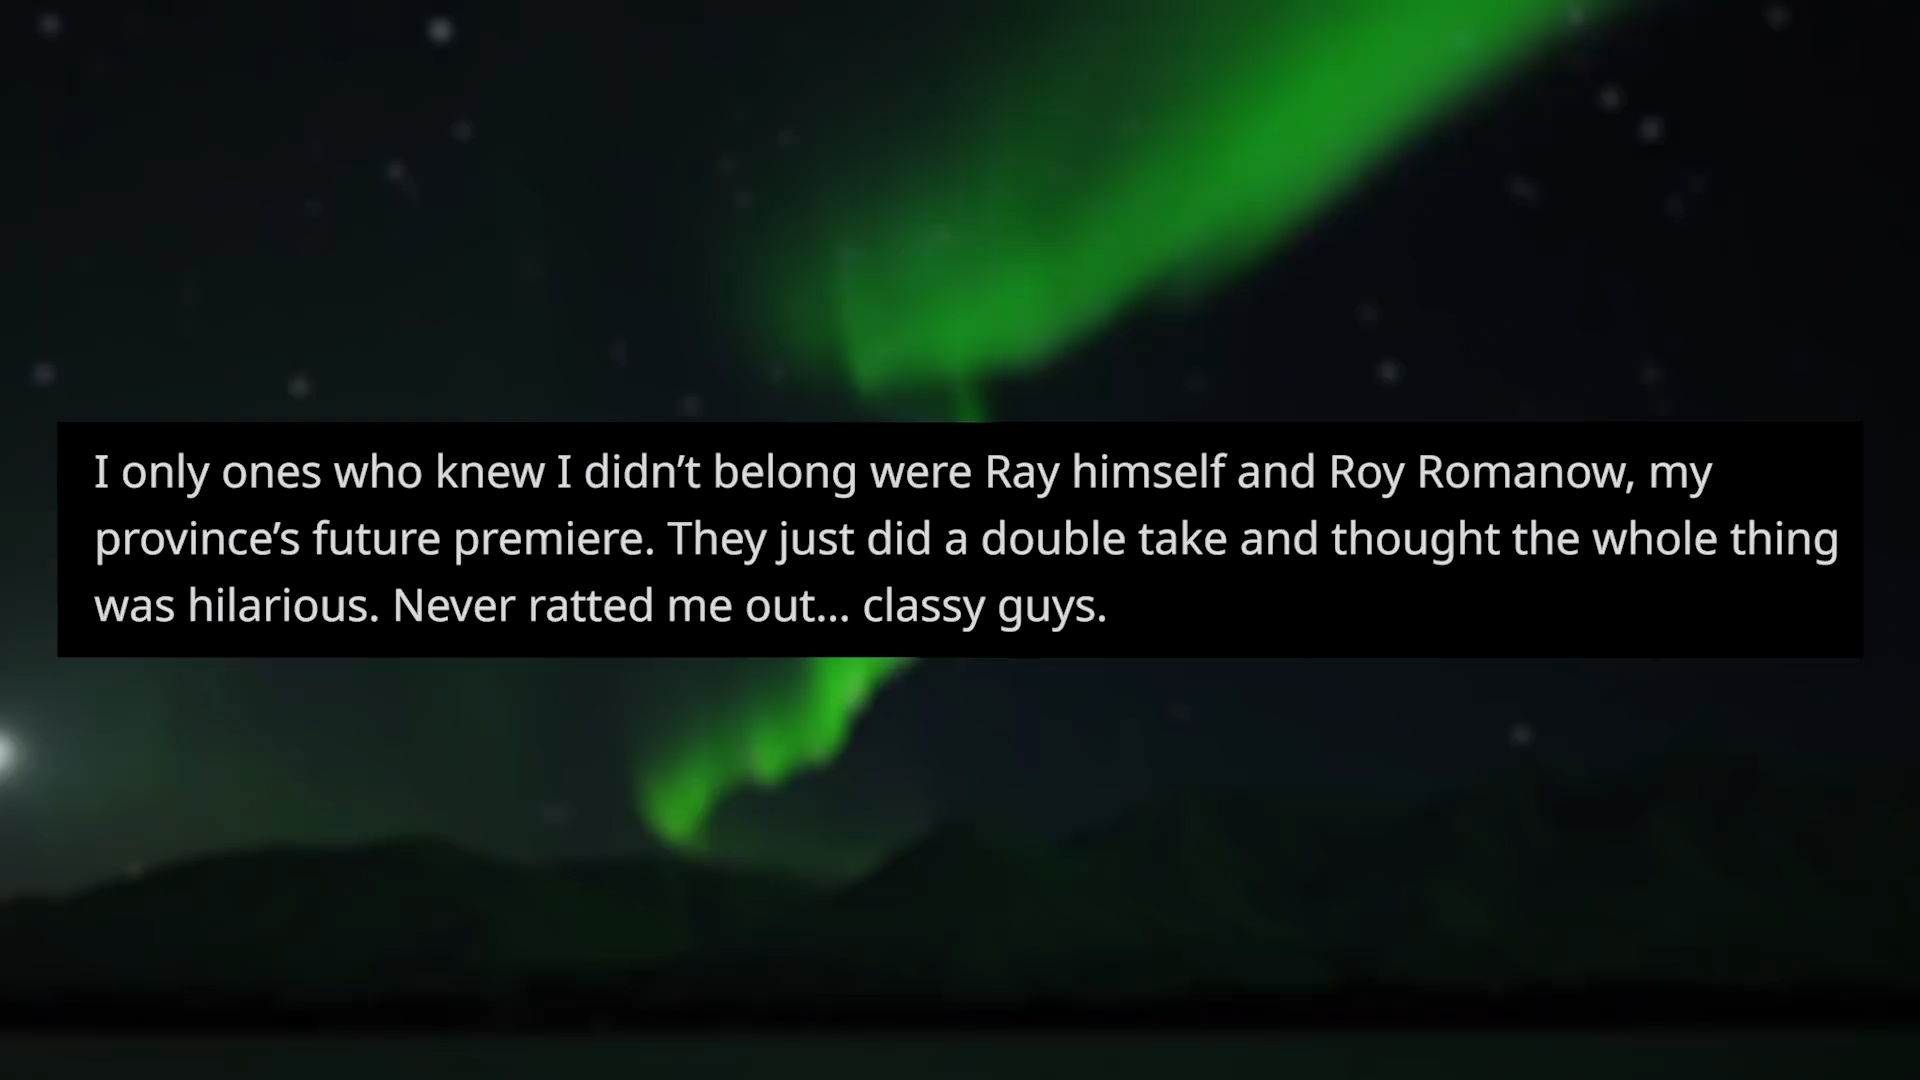 I only ones who knew I didn’t belong were Ray himself and Roy Romanow, my
province’s future premiere. They just did a double take and thought the whole thing
was hilarious. Never ratted me out... classy guys.